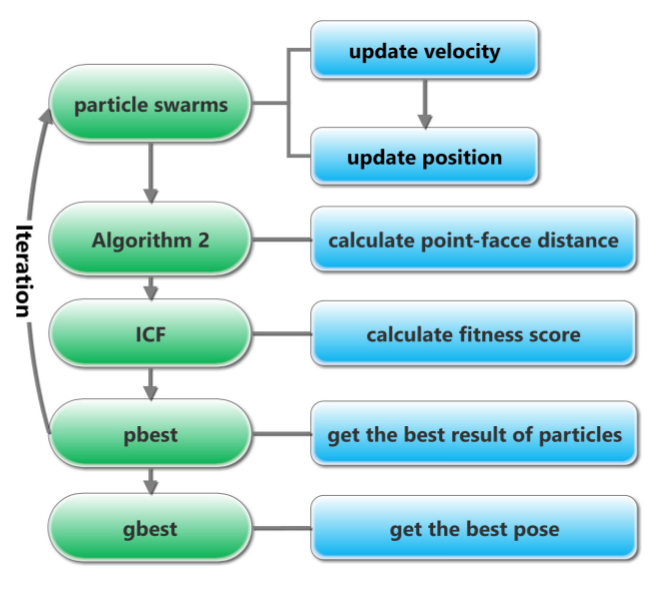 update velocity
particle swarms
update position
Algorithm 2
calculate point-facce distance
Iteration
ICF
calculate fitness score
pbest
get the best result of particles
gbest
get the best pose